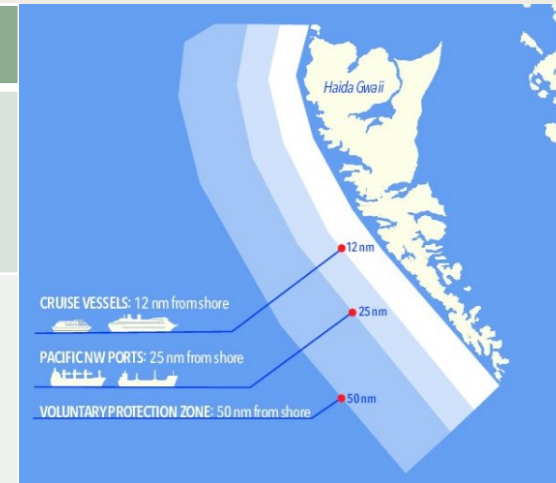 Haida Gwaii
12 nm
CRUISE VESSELS: 12 nm from shore
25 nm
PACIFIC NW PORTS: 25 nm from shore
50 nm
VOLUNTARY PROTECTION ZONE: 50 nm from shore